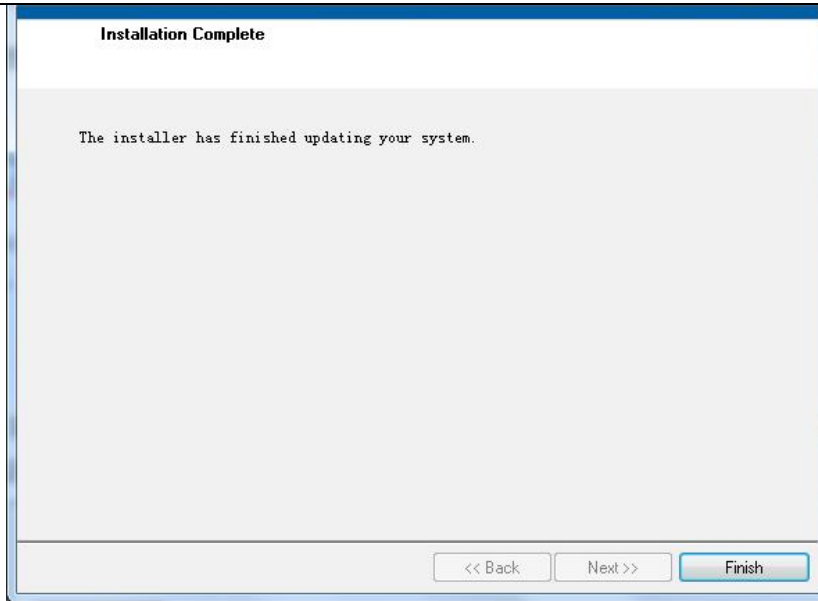 Installation Complete
The installer has finished updating your system.
<< Back
Next >>
Finish